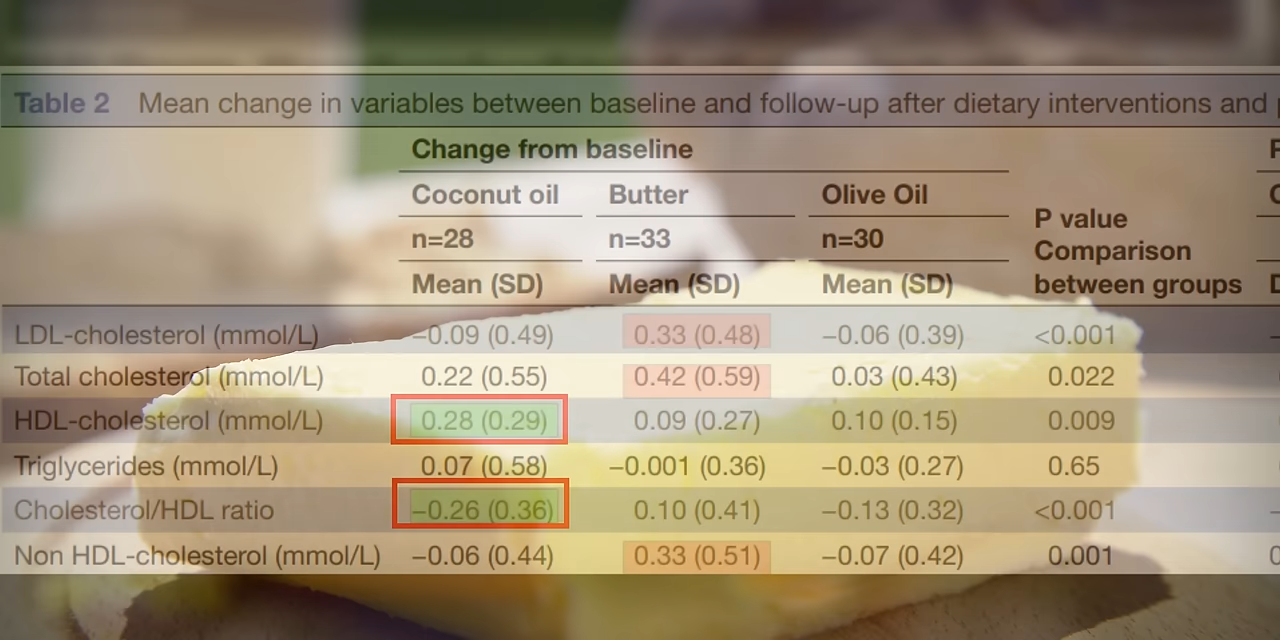 Table 2 Mean change in variables between baseline and follow-up after dietary interventions and
Change from baseline
Coconut oil Butter Olive Oil
n=28 n=33 n=30
P value
Comparison
between groups
Mean (SD) Mean (SD) Mean (SD)
LDL-cholesterol (mmol/L) −0.09 (0.49) 0.33 (0.48) −0.06 (0.39) <0.001
Total cholesterol (mmol/L) 0.22 (0.55) 0.42 (0.59) 0.03 (0.43) 0.022
HDL-cholesterol (mmol/L) 0.28 (0.29) 0.09 (0.27) 0.10 (0.15) 0.009
Triglycerides (mmol/L) 0.07 (0.58) −0.001 (0.36) −0.03 (0.27) 0.65
Cholesterol/HDL ratio −0.26 (0.36) 0.10 (0.41) −0.13 (0.32) <0.001
Non HDL-cholesterol (mmol/L) −0.06 (0.44) 0.33 (0.51) −0.07 (0.42) 0.001